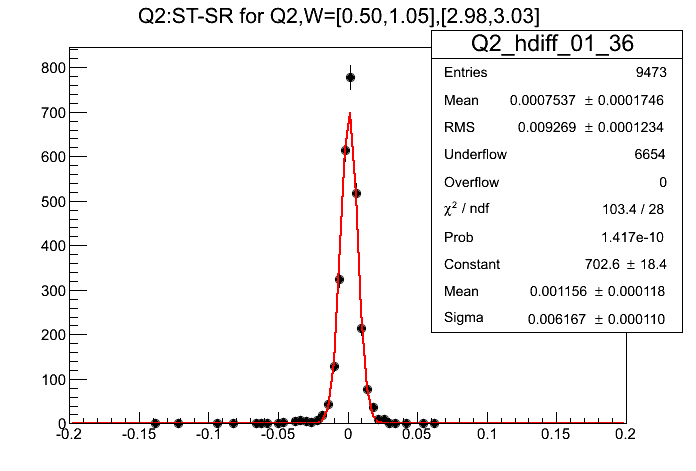 Q2:ST-SR for Q2,W=[0.50,1.05],[2.98,3.03]
Q2_hdiff_01_36
Entries 9473
Mean 0.0007537 ± 0.0001746
RMS 0.009269 ± 0.0001234
Underflow 6654
Overflow 0
χ² / ndf 103.4 / 28
Prob 1.417e-10
Constant 702.6 ± 18.4
Mean 0.001156 ± 0.000118
Sigma 0.006167 ± 0.000110
800
700
600
500
400
300
200
100
0
-0.2 -0.15 -0.1 -0.05 0 0.05 0.1 0.15 0.2